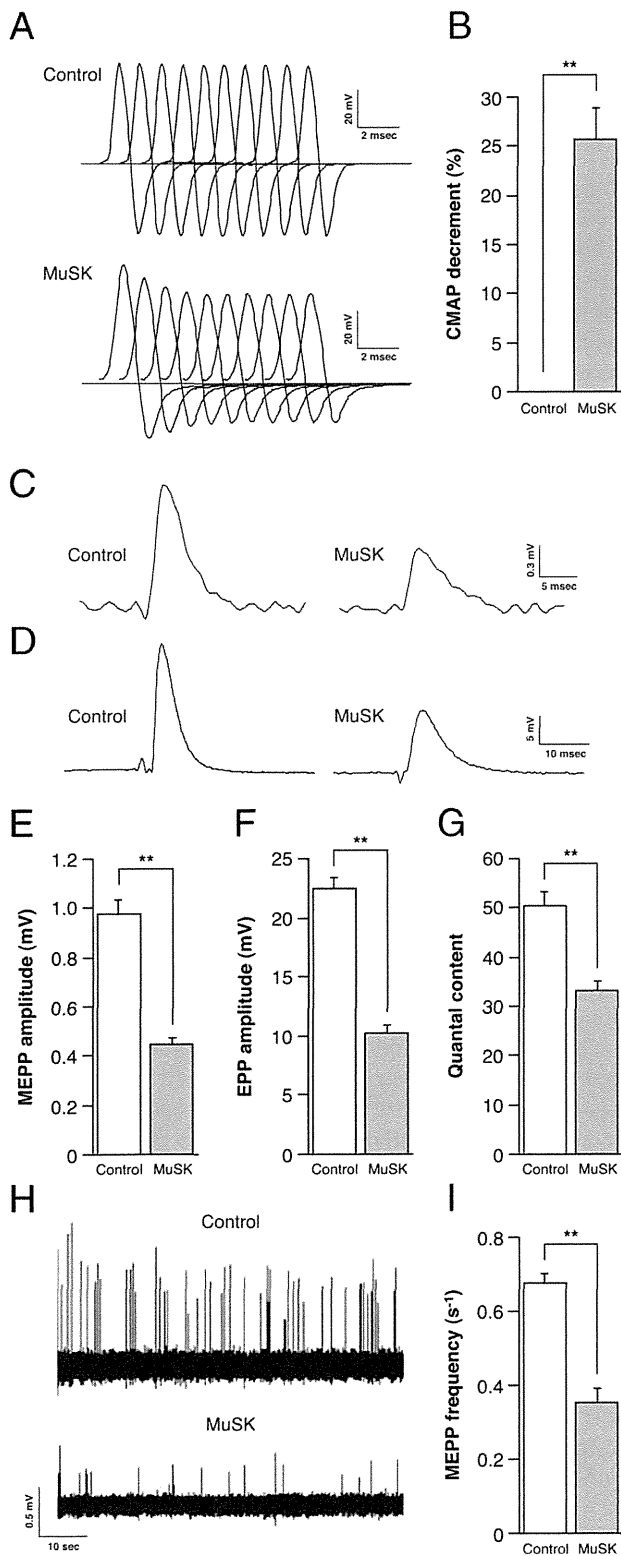 A
Control
20 mV
2 msec
MuSK
20 mV
2 msec
B
**
CMAP decrement (%)
30
25
20
15
10
5
0
Control MuSK
C
Control
MuSK
0.3 mV
5 msec
D
Control
MuSK
5 mV
10 msec
E
**
MEPP amplitude (mV)
1.2
1.0
0.8
0.6
0.4
0.2
0
Control MuSK
F
**
EPP amplitude (mV)
25
20
15
10
5
0
Control MuSK
G
**
Quantal content
60
50
40
30
20
10
0
Control MuSK
H
Control
MuSK
0.5 mV
10 sec
I
**
MEPP frequency (s⁻¹)
0.8
0.6
0.4
0.2
0
Control MuSK